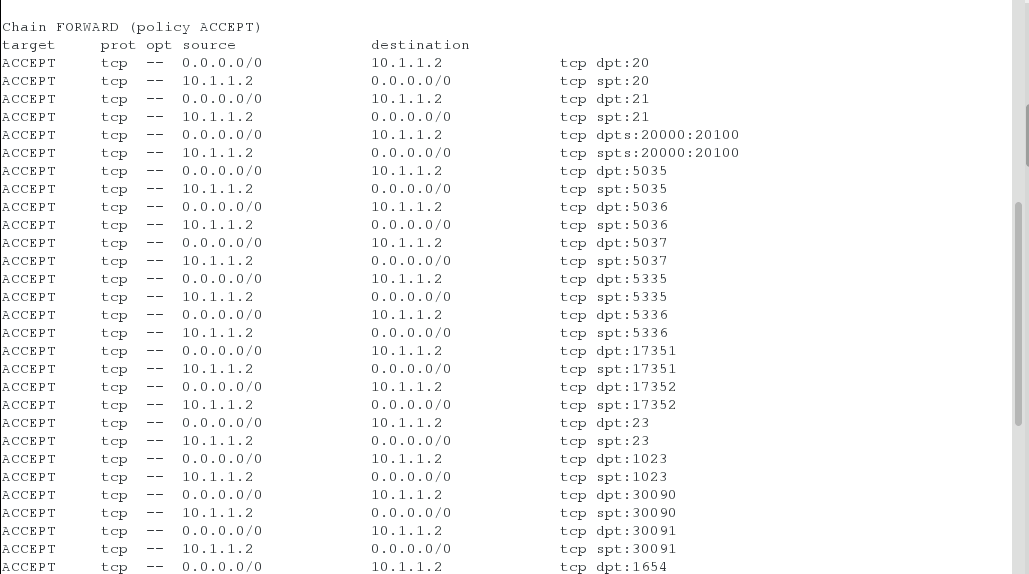 Chain FORWARD (policy ACCEPT)
target     prot opt source               destination
ACCEPT     tcp  --  0.0.0.0/0            10.1.1.2             tcp dpt:20
ACCEPT     tcp  --  10.1.1.2             0.0.0.0/0            tcp spt:20
ACCEPT     tcp  --  0.0.0.0/0            10.1.1.2             tcp dpt:21
ACCEPT     tcp  --  10.1.1.2             0.0.0.0/0            tcp spt:21
ACCEPT     tcp  --  0.0.0.0/0            10.1.1.2             tcp dpts:20000:20100
ACCEPT     tcp  --  10.1.1.2             0.0.0.0/0            tcp spts:20000:20100
ACCEPT     tcp  --  0.0.0.0/0            10.1.1.2             tcp dpt:5035
ACCEPT     tcp  --  10.1.1.2             0.0.0.0/0            tcp spt:5035
ACCEPT     tcp  --  0.0.0.0/0            10.1.1.2             tcp dpt:5036
ACCEPT     tcp  --  10.1.1.2             0.0.0.0/0            tcp spt:5036
ACCEPT     tcp  --  0.0.0.0/0            10.1.1.2             tcp dpt:5037
ACCEPT     tcp  --  10.1.1.2             0.0.0.0/0            tcp spt:5037
ACCEPT     tcp  --  0.0.0.0/0            10.1.1.2             tcp dpt:5335
ACCEPT     tcp  --  10.1.1.2             0.0.0.0/0            tcp spt:5335
ACCEPT     tcp  --  0.0.0.0/0            10.1.1.2             tcp dpt:5336
ACCEPT     tcp  --  10.1.1.2             0.0.0.0/0            tcp spt:5336
ACCEPT     tcp  --  0.0.0.0/0            10.1.1.2             tcp dpt:17351
ACCEPT     tcp  --  10.1.1.2             0.0.0.0/0            tcp spt:17351
ACCEPT     tcp  --  0.0.0.0/0            10.1.1.2             tcp dpt:17352
ACCEPT     tcp  --  10.1.1.2             0.0.0.0/0            tcp spt:17352
ACCEPT     tcp  --  0.0.0.0/0            10.1.1.2             tcp dpt:23
ACCEPT     tcp  --  10.1.1.2             0.0.0.0/0            tcp spt:23
ACCEPT     tcp  --  0.0.0.0/0            10.1.1.2             tcp dpt:1023
ACCEPT     tcp  --  10.1.1.2             0.0.0.0/0            tcp spt:1023
ACCEPT     tcp  --  0.0.0.0/0            10.1.1.2             tcp dpt:30090
ACCEPT     tcp  --  10.1.1.2             0.0.0.0/0            tcp spt:30090
ACCEPT     tcp  --  0.0.0.0/0            10.1.1.2             tcp dpt:30091
ACCEPT     tcp  --  10.1.1.2             0.0.0.0/0            tcp spt:30091
ACCEPT     tcp  --  0.0.0.0/0            10.1.1.2             tcp dpt:1654